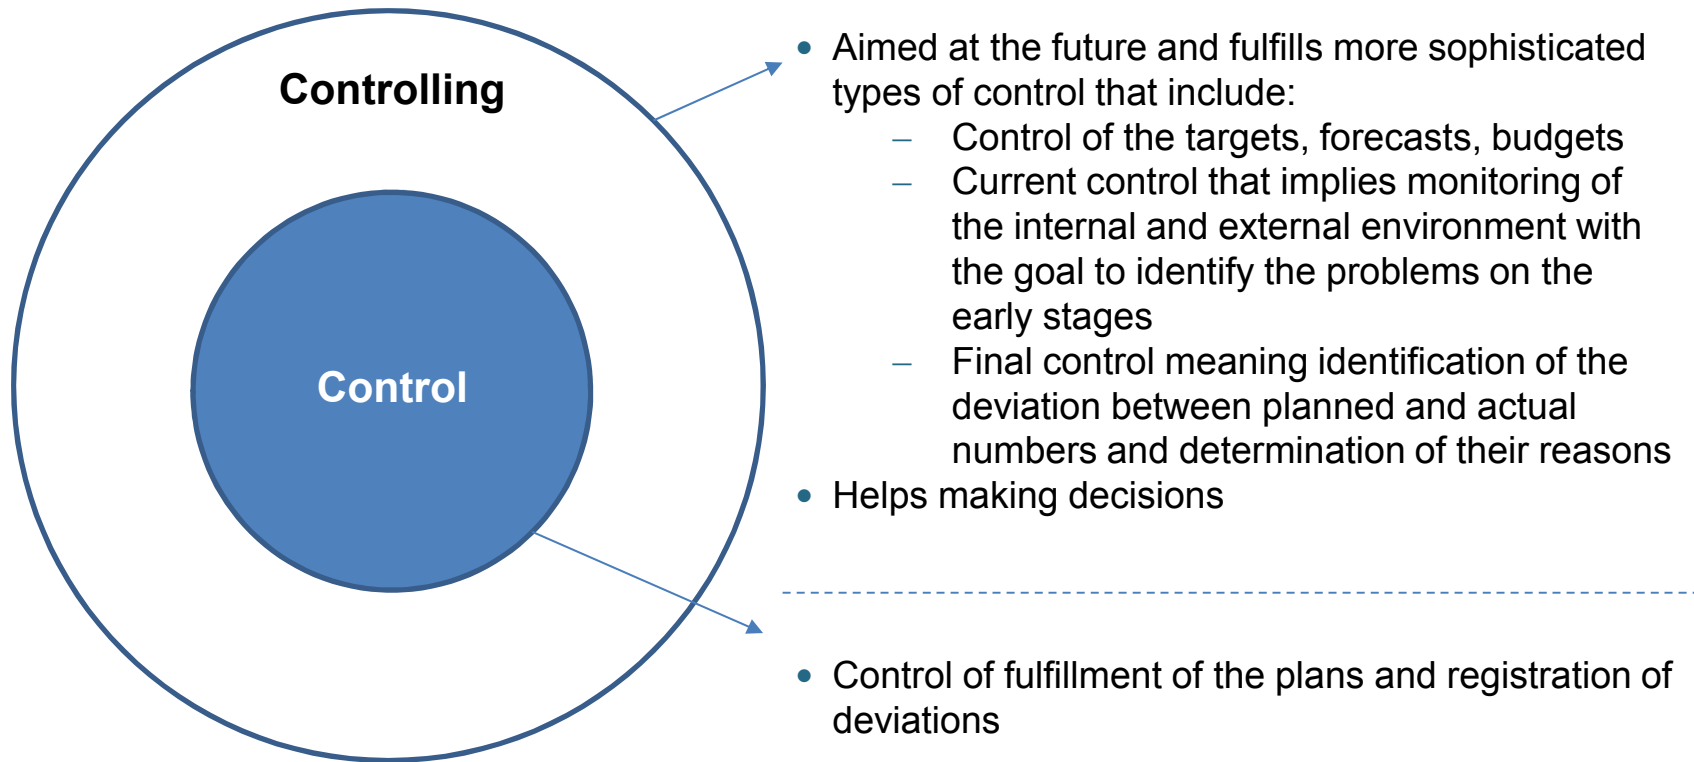 Controlling
Control
• Aimed at the future and fulfills more sophisticated
types of control that include:
– Control of the targets, forecasts, budgets
– Current control that implies monitoring of
the internal and external environment with
the goal to identify the problems on the
early stages
– Final control meaning identification of the
deviation between planned and actual
numbers and determination of their reasons
• Helps making decisions
• Control of fulfillment of the plans and registration of
deviations